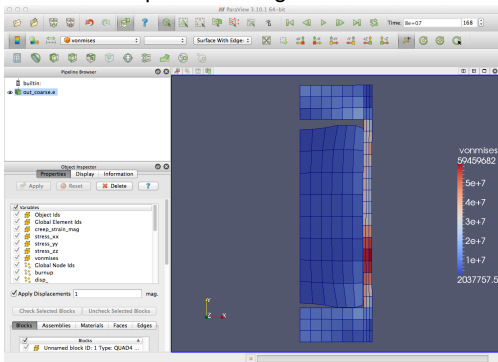 ParaView 3.10.1 64-bit
Time: 8e+07
168
vonmises
Surface With Edges
Pipeline Browser
builtin:
out_coarse.e
Object Inspector
Properties Display Information
Apply Reset Delete ?
Variables
Object Ids
Global Element Ids
creep_strain_mag
stress_xx
stress_yy
stress_zz
vonmises
Global Node Ids
burnup
disp_
Apply Displacements 1 mag.
Check Selected Blocks Uncheck Selected Blocks
Blocks Assemblies Materials Faces Edges
Blocks
Unnamed block ID: 1 Type: QUAD4 ...
vonmises
59459682
5e+7
4e+7
3e+7
2e+7
1e+7
2037757.5
Y
Z X